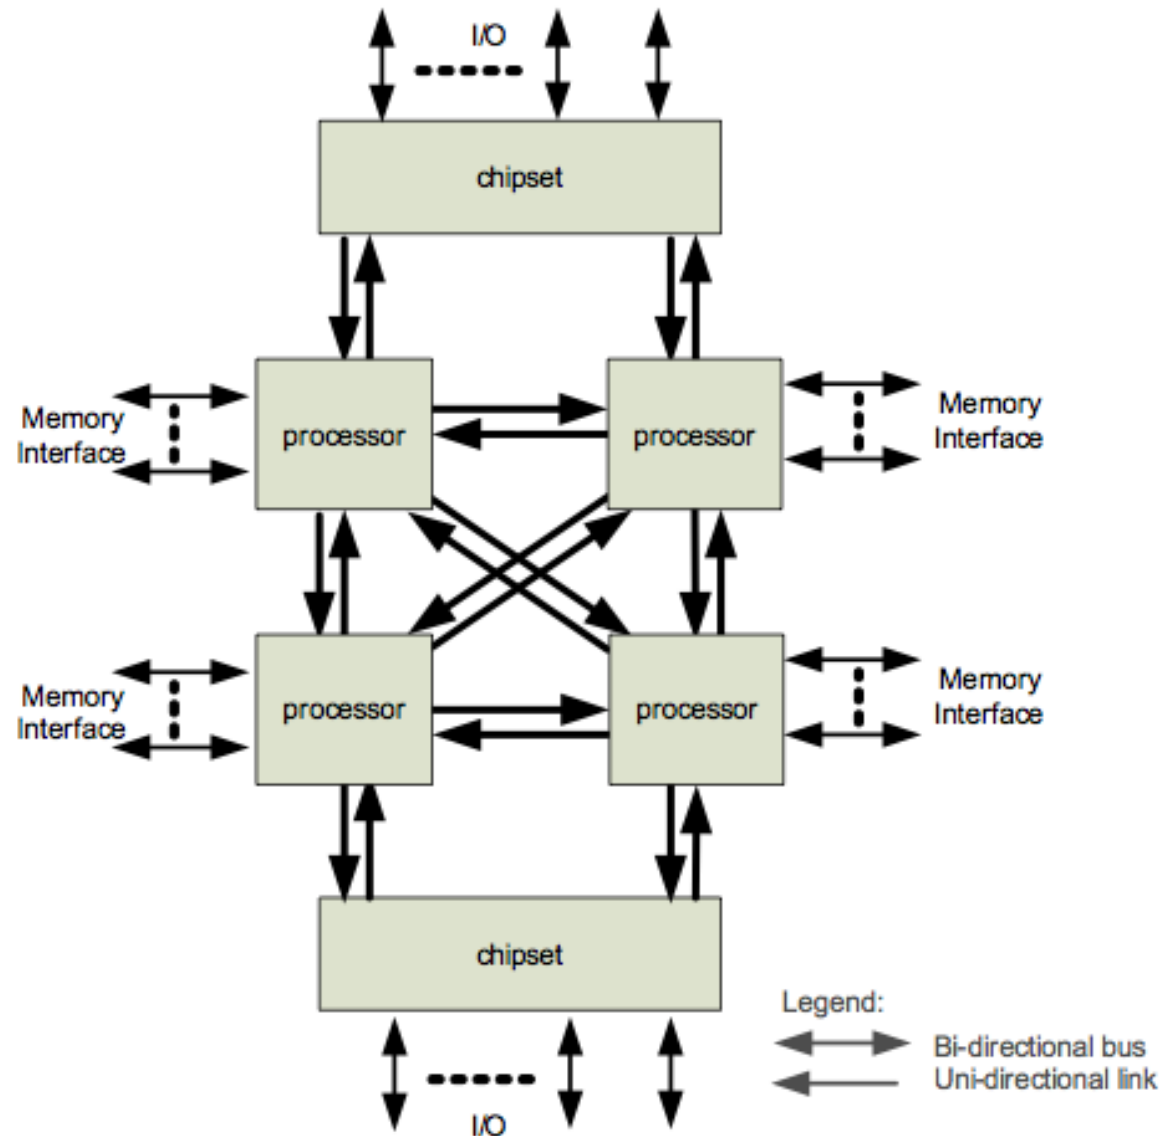 I/O
chipset
Memory
Interface
processor
processor
Memory
Interface
Memory
Interface
processor
processor
Memory
Interface
chipset
Legend:
Bi-directional bus
Uni-directional link
I/O